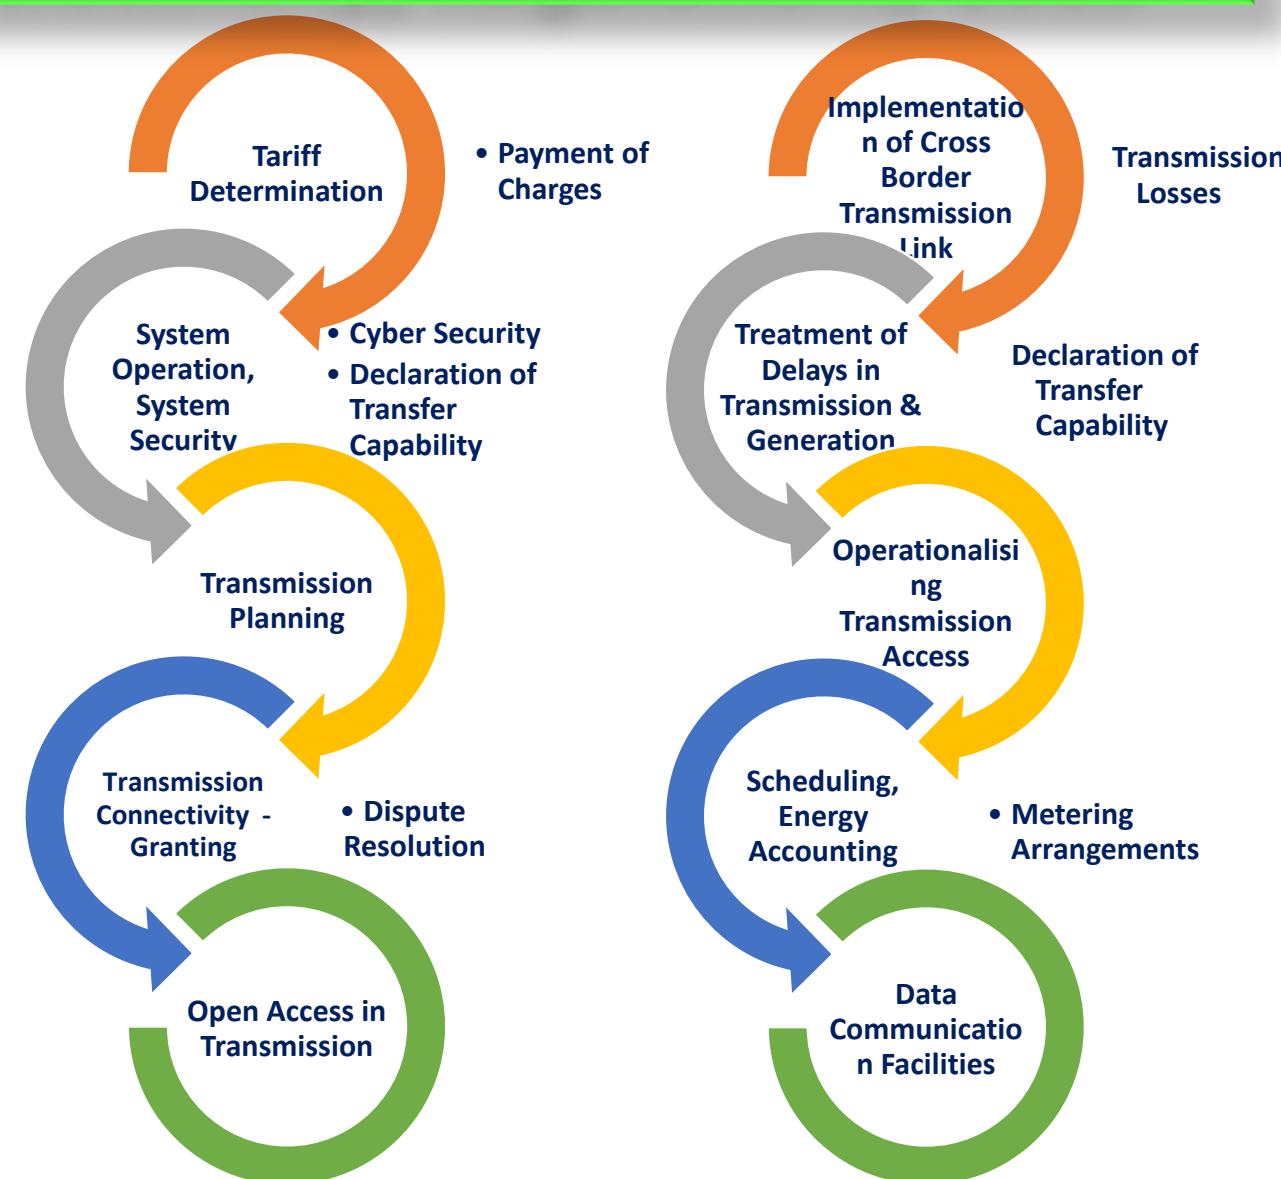 Tariff
Determination
• Payment of
Charges
System
Operation,
System
Security
• Cyber Security
• Declaration of
Transfer
Capability
Transmission
Planning
Transmission
Connectivity -
Granting
• Dispute
Resolution
Open Access in
Transmission
Implementatio
n of Cross
Border
Transmission
Link
Transmission
Losses
Treatment of
Delays in
Transmission &
Generation
Declaration of
Transfer
Capability
Operationalisi
ng
Transmission
Access
Scheduling,
Energy
Accounting
• Metering
Arrangements
Data
Communicatio
n Facilities